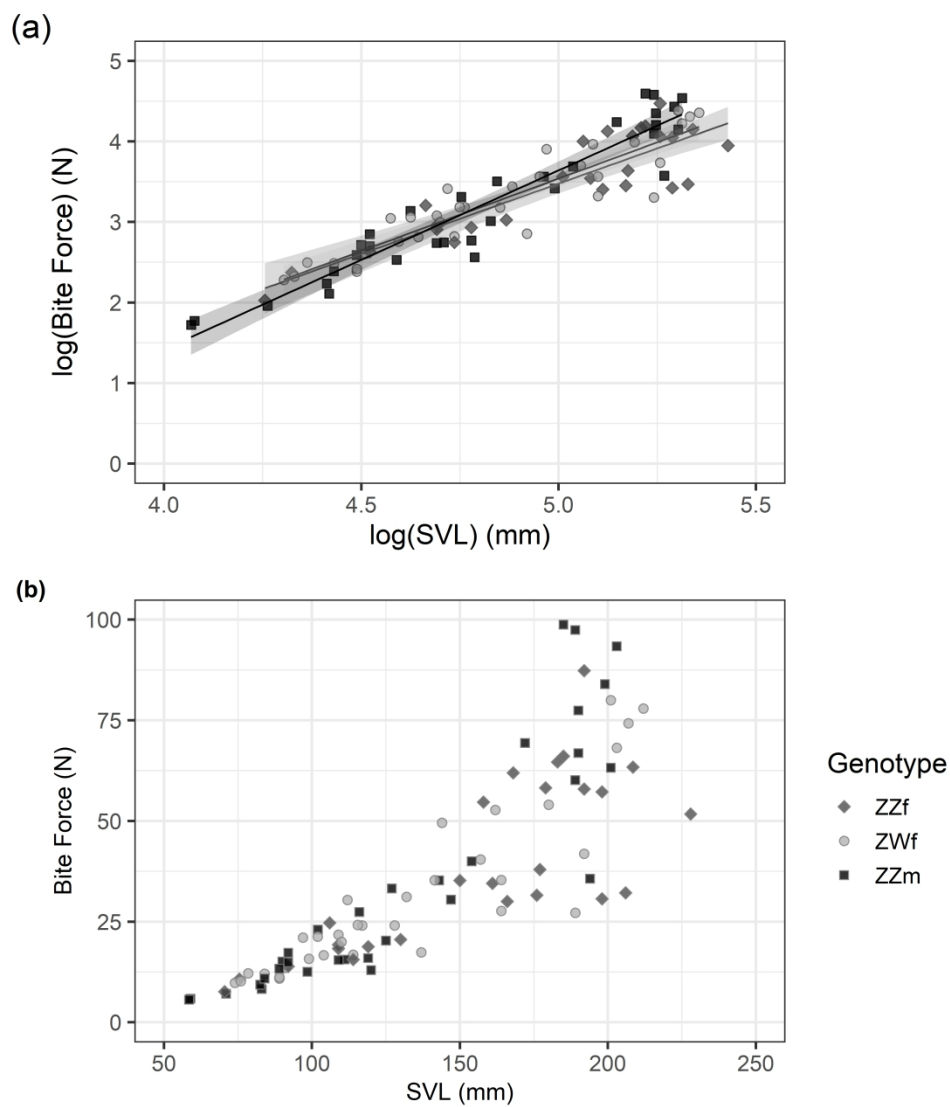 (a)
5
4
3
2
1
0
log(Bite Force) (N)
4.0 4.5 5.0 5.5
log(SVL) (mm)
(b)
100
75
50
25
0
Bite Force (N)
50 100 150 200 250
SVL (mm)
Genotype
ZZf
ZWf
ZZm